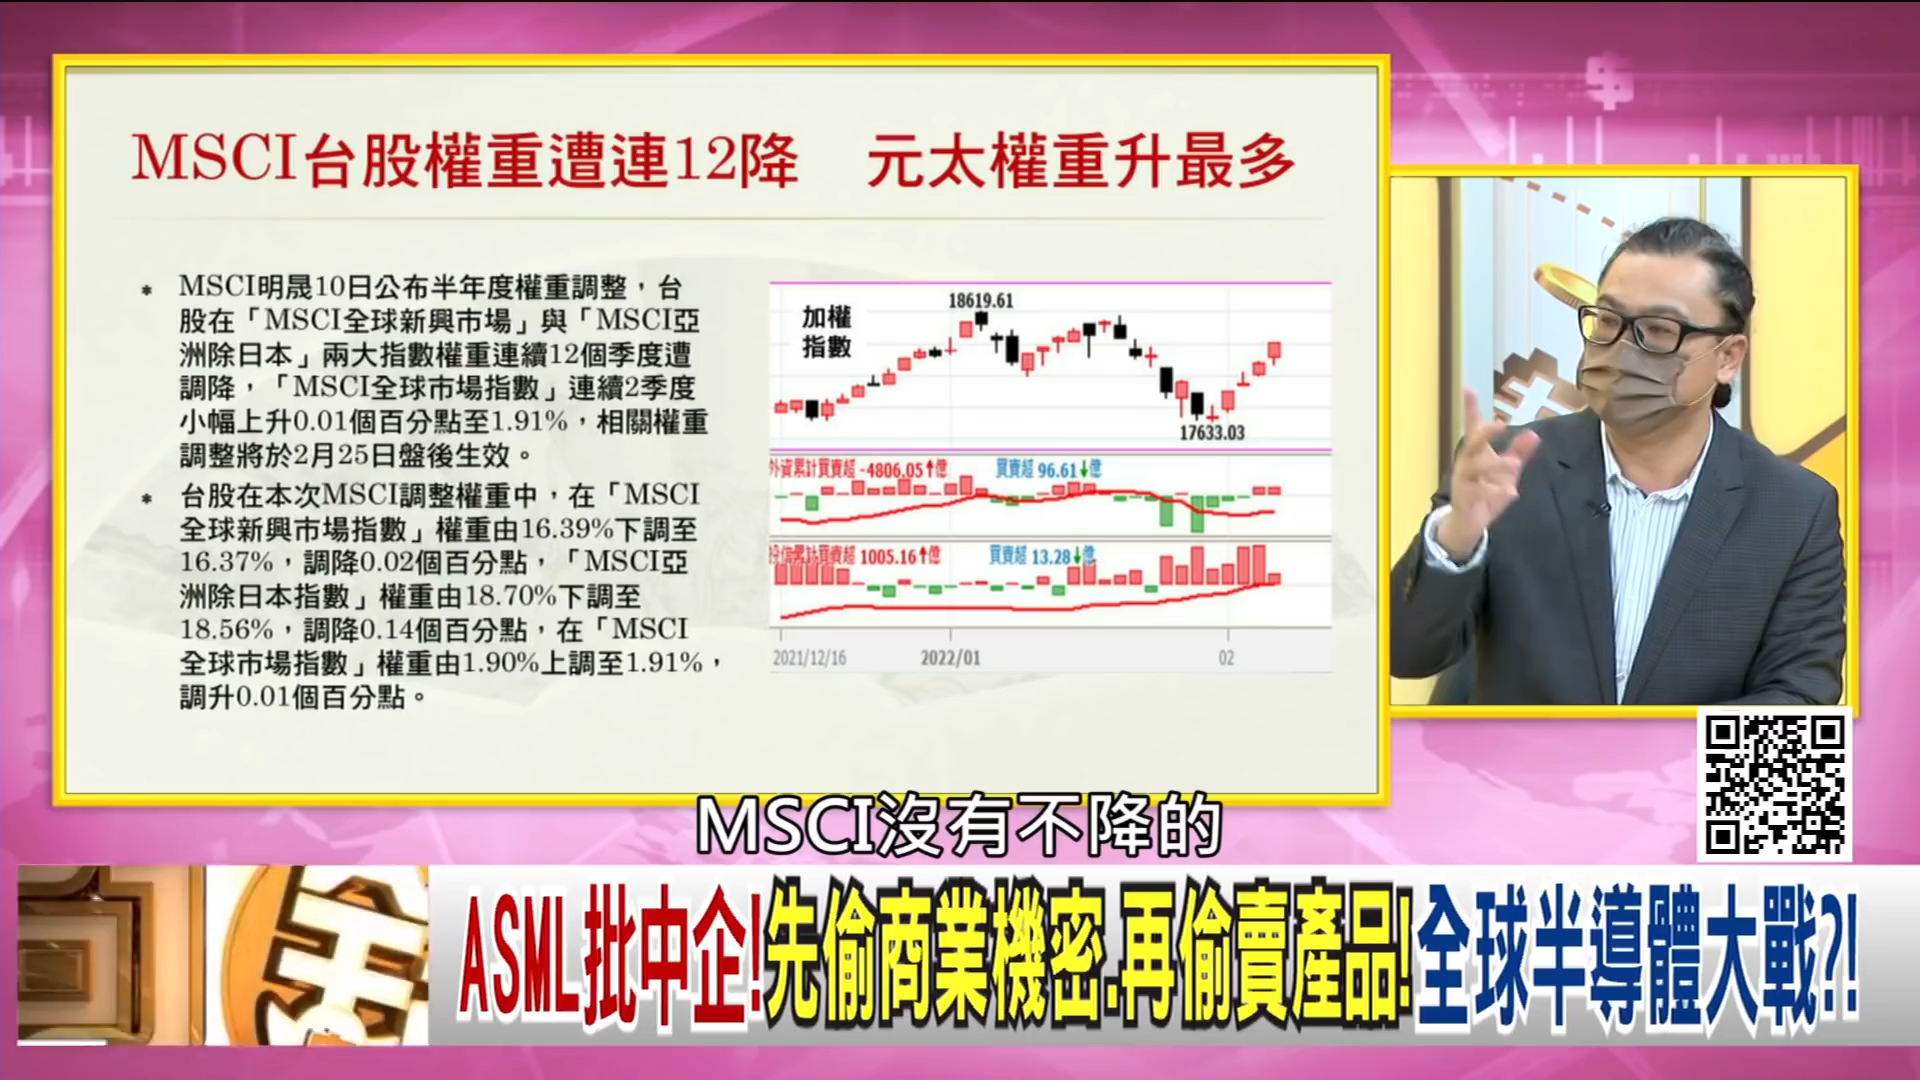 MSCI台股權重遭連12降 元太權重升最多
* MSCI明晟10日公布半年度權重調整，台
股在「MSCI全球新興市場」與「MSCI亞
洲除日本」兩大指數權重連續12個季度遭
調降，「MSCI全球市場指數」連續2季度
小幅上升0.01個百分點至1.91%，相關權重
調整將於2月25日盤後生效。
* 台股在本次MSCI調整權重中，在「MSCI
全球新興市場指數」權重由16.39%下調至
16.37%，調降0.02個百分點，「MSCI亞
洲除日本指數」權重由18.70%下調至
18.56%，調降0.14個百分點，在「MSCI
全球市場指數」權重由1.90%上調至1.91%，
調升0.01個百分點。
加權
指數
18619.61
17633.03
外資累計買賣超 -4806.05↑億 買賣超 96.61↓億
投信累計買賣超 1005.16↑億 買賣超 13.28↓億
2021/12/16 2022/01 02
MSCI沒有不降的
ASML批中企!先偷商業機密.再偷賣產品!全球半導體大戰?!